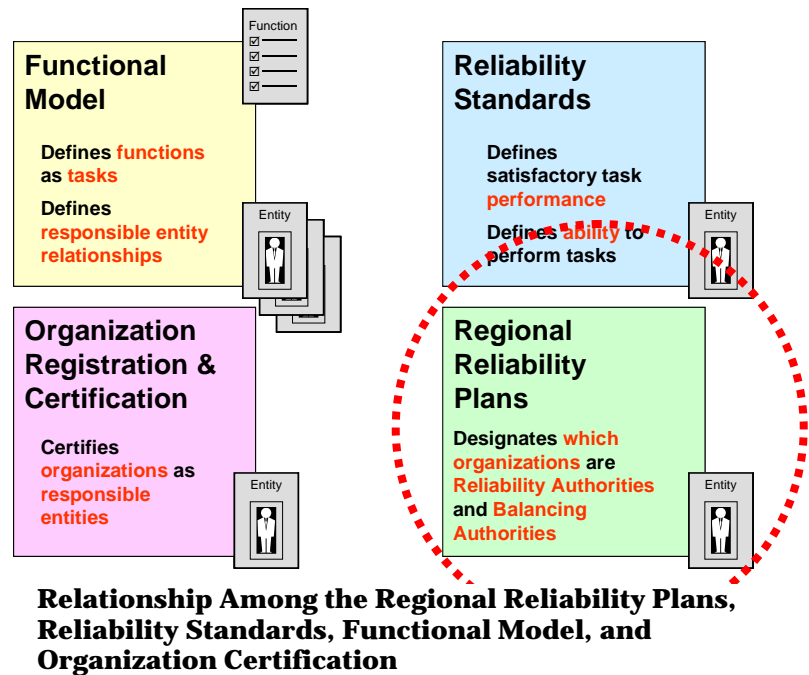 Function
Functional
Model
Defines functions
as tasks
Defines
responsible entity
relationships
Entity
Reliability
Standards
Defines
satisfactory task
performance
Defines ability to
perform tasks
Entity
Organization
Registration &
Certification
Certifies
organizations as
responsible
entities
Entity
Regional
Reliability
Plans
Designates which
organizations are
Reliability Authorities
and Balancing
Authorities
Entity
Relationship Among the Regional Reliability Plans,
Reliability Standards, Functional Model, and
Organization Certification